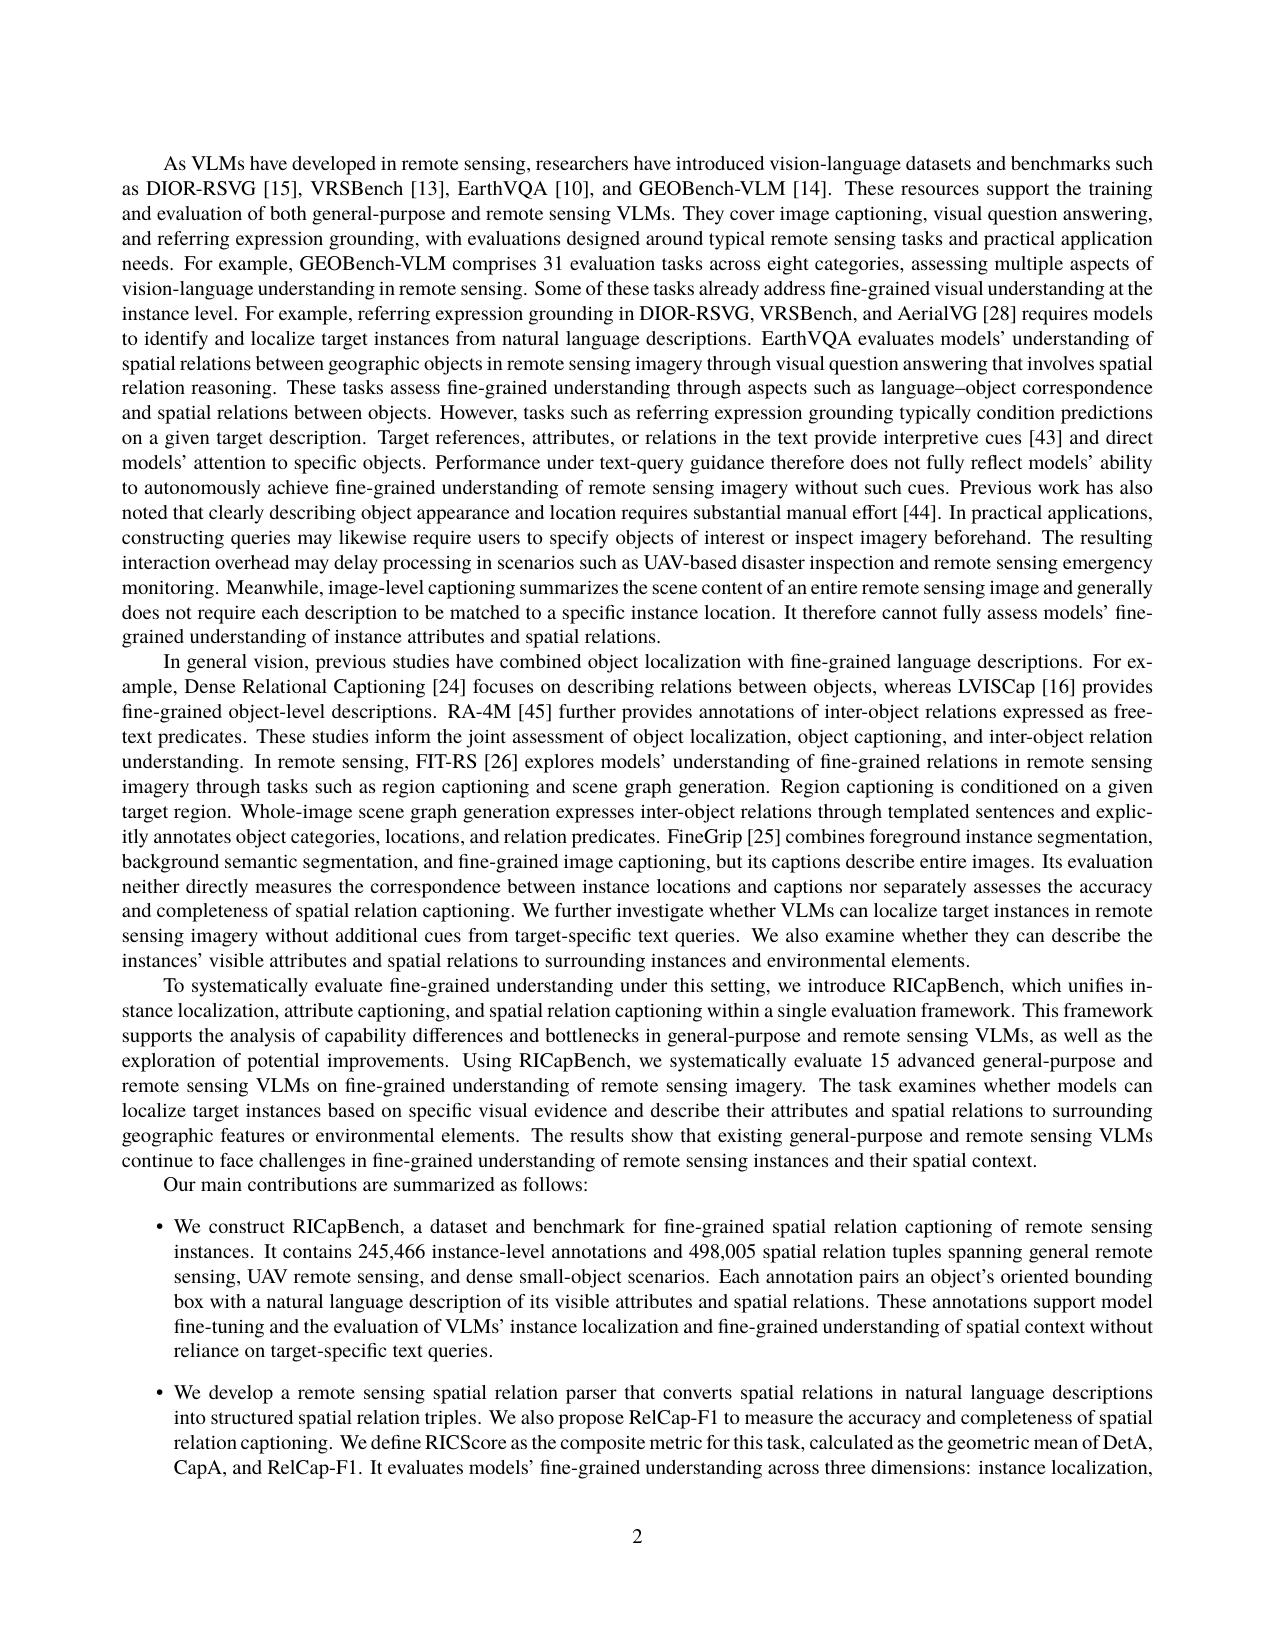 As VLMs have developed in remote sensing, researchers have introduced vision-language datasets and benchmarks such
as DIOR-RSVG [15], VRSBench [13], EarthVQA [10], and GEOBench-VLM [14]. These resources support the training
and evaluation of both general-purpose and remote sensing VLMs. They cover image captioning, visual question answering,
and referring expression grounding, with evaluations designed around typical remote sensing tasks and practical application
needs. For example, GEOBench-VLM comprises 31 evaluation tasks across eight categories, assessing multiple aspects of
vision-language understanding in remote sensing. Some of these tasks already address fine-grained visual understanding at the
instance level. For example, referring expression grounding in DIOR-RSVG, VRSBench, and AerialVG [28] requires models
to identify and localize target instances from natural language descriptions. EarthVQA evaluates models' understanding of
spatial relations between geographic objects in remote sensing imagery through visual question answering that involves spatial
relation reasoning. These tasks assess fine-grained understanding through aspects such as language–object correspondence
and spatial relations between objects. However, tasks such as referring expression grounding typically condition predictions
on a given target description. Target references, attributes, or relations in the text provide interpretive cues [43] and direct
models' attention to specific objects. Performance under text-query guidance therefore does not fully reflect models' ability
to autonomously achieve fine-grained understanding of remote sensing imagery without such cues. Previous work has also
noted that clearly describing object appearance and location requires substantial manual effort [44]. In practical applications,
constructing queries may likewise require users to specify objects of interest or inspect imagery beforehand. The resulting
interaction overhead may delay processing in scenarios such as UAV-based disaster inspection and remote sensing emergency
monitoring. Meanwhile, image-level captioning summarizes the scene content of an entire remote sensing image and generally
does not require each description to be matched to a specific instance location. It therefore cannot fully assess models' fine-
grained understanding of instance attributes and spatial relations.
In general vision, previous studies have combined object localization with fine-grained language descriptions. For ex-
ample, Dense Relational Captioning [24] focuses on describing relations between objects, whereas LVISCap [16] provides
fine-grained object-level descriptions. RA-4M [45] further provides annotations of inter-object relations expressed as free-
text predicates. These studies inform the joint assessment of object localization, object captioning, and inter-object relation
understanding. In remote sensing, FIT-RS [26] explores models' understanding of fine-grained relations in remote sensing
imagery through tasks such as region captioning and scene graph generation. Region captioning is conditioned on a given
target region. Whole-image scene graph generation expresses inter-object relations through templated sentences and explic-
itly annotates object categories, locations, and relation predicates. FineGrip [25] combines foreground instance segmentation,
background semantic segmentation, and fine-grained image captioning, but its captions describe entire images. Its evaluation
neither directly measures the correspondence between instance locations and captions nor separately assesses the accuracy
and completeness of spatial relation captioning. We further investigate whether VLMs can localize target instances in remote
sensing imagery without additional cues from target-specific text queries. We also examine whether they can describe the
instances' visible attributes and spatial relations to surrounding instances and environmental elements.
To systematically evaluate fine-grained understanding under this setting, we introduce RICapBench, which unifies in-
stance localization, attribute captioning, and spatial relation captioning within a single evaluation framework. This framework
supports the analysis of capability differences and bottlenecks in general-purpose and remote sensing VLMs, as well as the
exploration of potential improvements. Using RICapBench, we systematically evaluate 15 advanced general-purpose and
remote sensing VLMs on fine-grained understanding of remote sensing imagery. The task examines whether models can
localize target instances based on specific visual evidence and describe their attributes and spatial relations to surrounding
geographic features or environmental elements. The results show that existing general-purpose and remote sensing VLMs
continue to face challenges in fine-grained understanding of remote sensing instances and their spatial context.
Our main contributions are summarized as follows:
• We construct RICapBench, a dataset and benchmark for fine-grained spatial relation captioning of remote sensing
instances. It contains 245,466 instance-level annotations and 498,005 spatial relation tuples spanning general remote
sensing, UAV remote sensing, and dense small-object scenarios. Each annotation pairs an object's oriented bounding
box with a natural language description of its visible attributes and spatial relations. These annotations support model
fine-tuning and the evaluation of VLMs' instance localization and fine-grained understanding of spatial context without
reliance on target-specific text queries.
• We develop a remote sensing spatial relation parser that converts spatial relations in natural language descriptions
into structured spatial relation triples. We also propose RelCap-F1 to measure the accuracy and completeness of spatial
relation captioning. We define RICScore as the composite metric for this task, calculated as the geometric mean of DetA,
CapA, and RelCap-F1. It evaluates models' fine-grained understanding across three dimensions: instance localization,
2